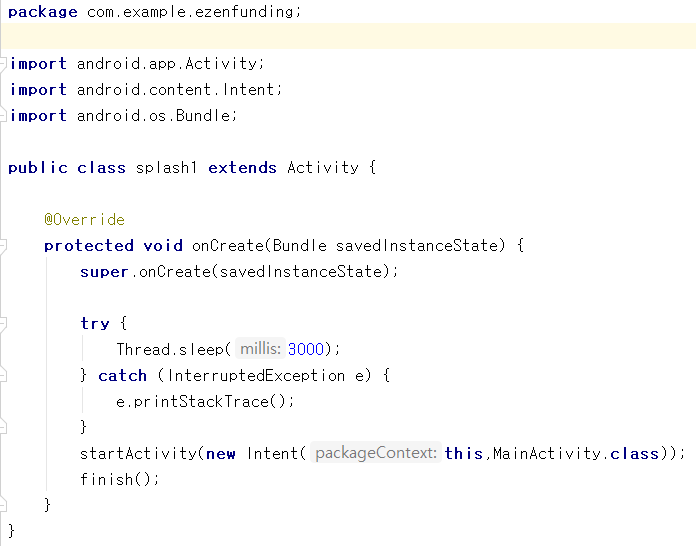 package com.example.ezenfunding;
import android.app.Activity;
import android.content.Intent;
import android.os.Bundle;
public class splash1 extends Activity {
@Override
protected void onCreate(Bundle savedInstanceState) {
super.onCreate(savedInstanceState);
try {
Thread.sleep( millis: 3000);
} catch (InterruptedException e) {
e.printStackTrace();
}
startActivity(new Intent( packageContext: this,MainActivity.class));
finish();
}
}